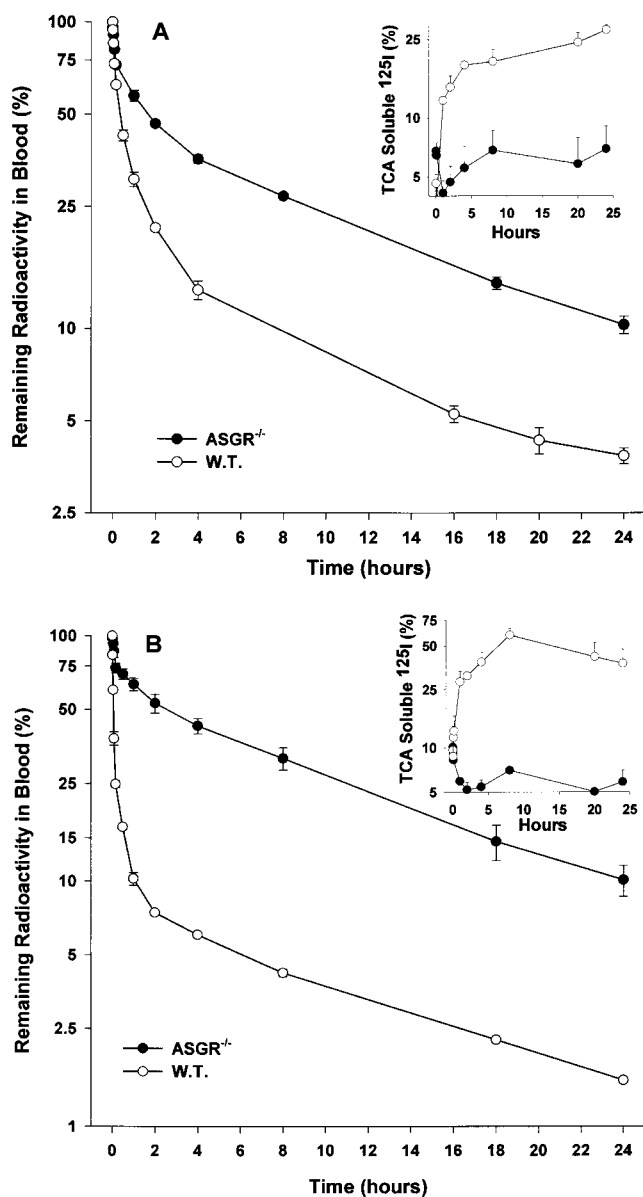 A
Remaining Radioactivity in Blood (%)
100
75
50
25
10
5
2.5
ASGR-/-
W.T.
0 2 4 6 8 10 12 14 16 18 20 22 24
Time (hours)
TCA Soluble 125I (%)
25
5
0 5 10 15 20 25
Hours
B
Remaining Radioactivity in Blood (%)
100
75
50
25
15
10
5
2.5
1
ASGR-/-
W.T.
0 2 4 6 8 10 12 14 16 18 20 22 24
Time (hours)
TCA Soluble 125I (%)
75
50
25
10
5
0 5 10 15 20 25
Hours